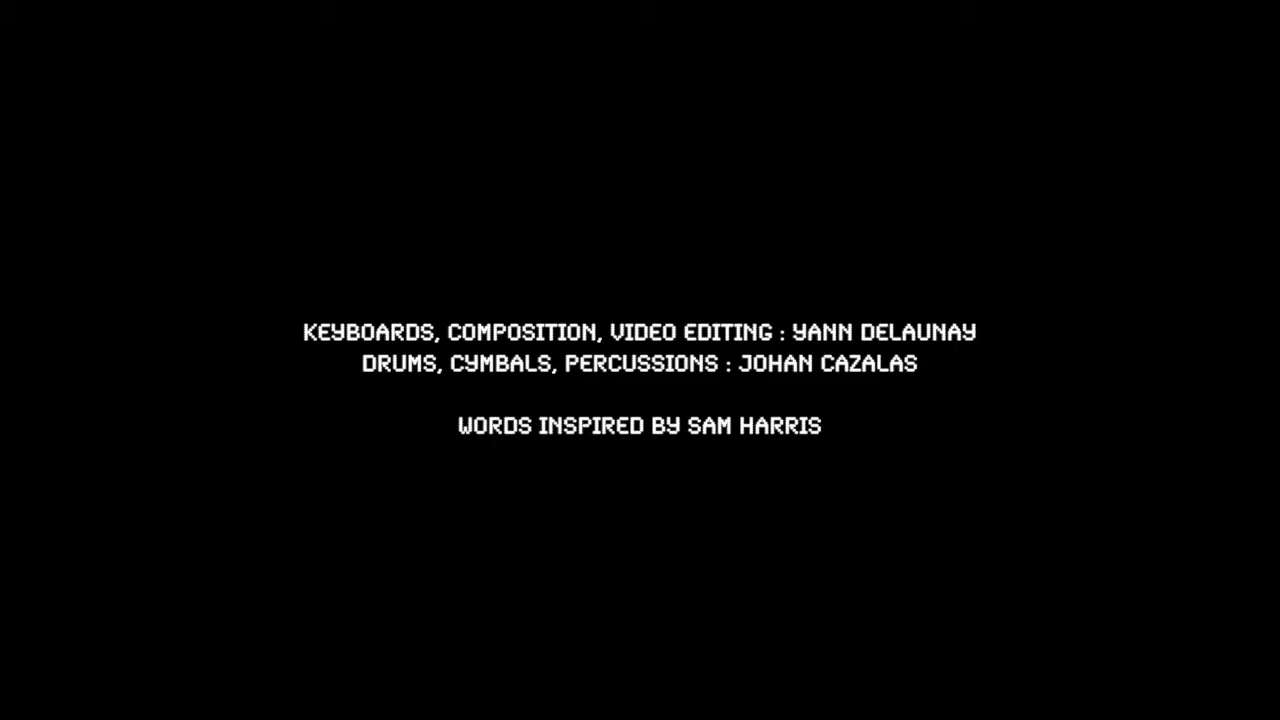 KEYBOARDS, COMPOSITION, VIDEO EDITING : YANN DELAUNAY
DRUMS, CYMBALS, PERCUSSIONS : JOHAN CAZALAS
WORDS INSPIRED BY SAM HARRIS